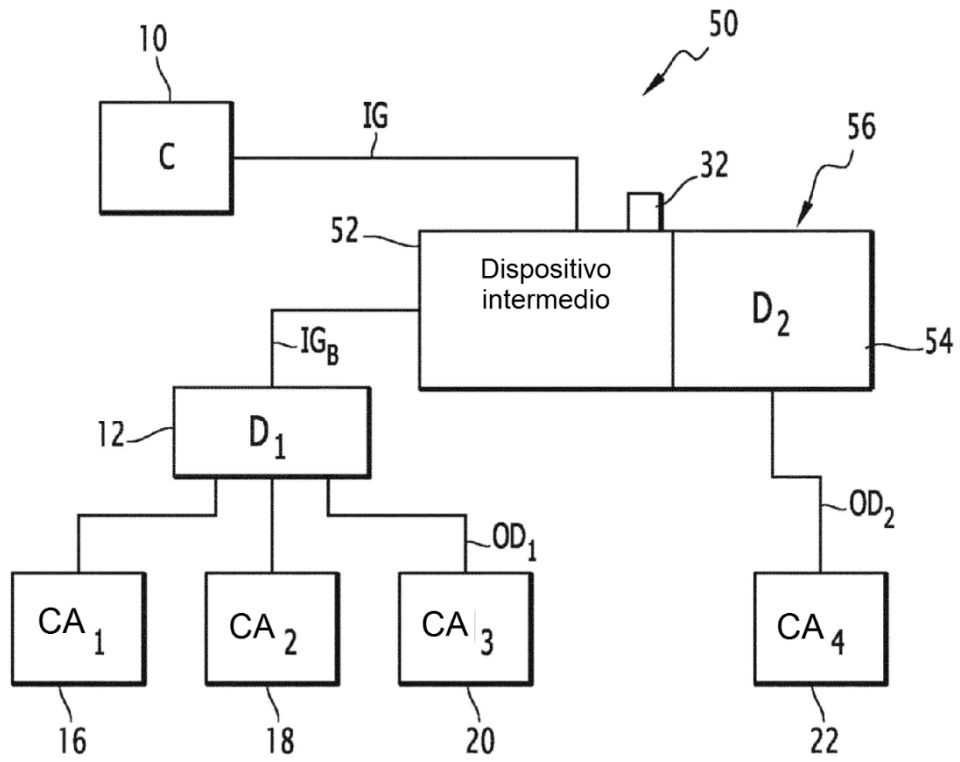 10
50
C
IG
56
32
52
Dispositivo
intermedio
D2
54
IGB
12
D1
OD1
OD2
CA1
CA2
CA3
CA4
16
18
20
22